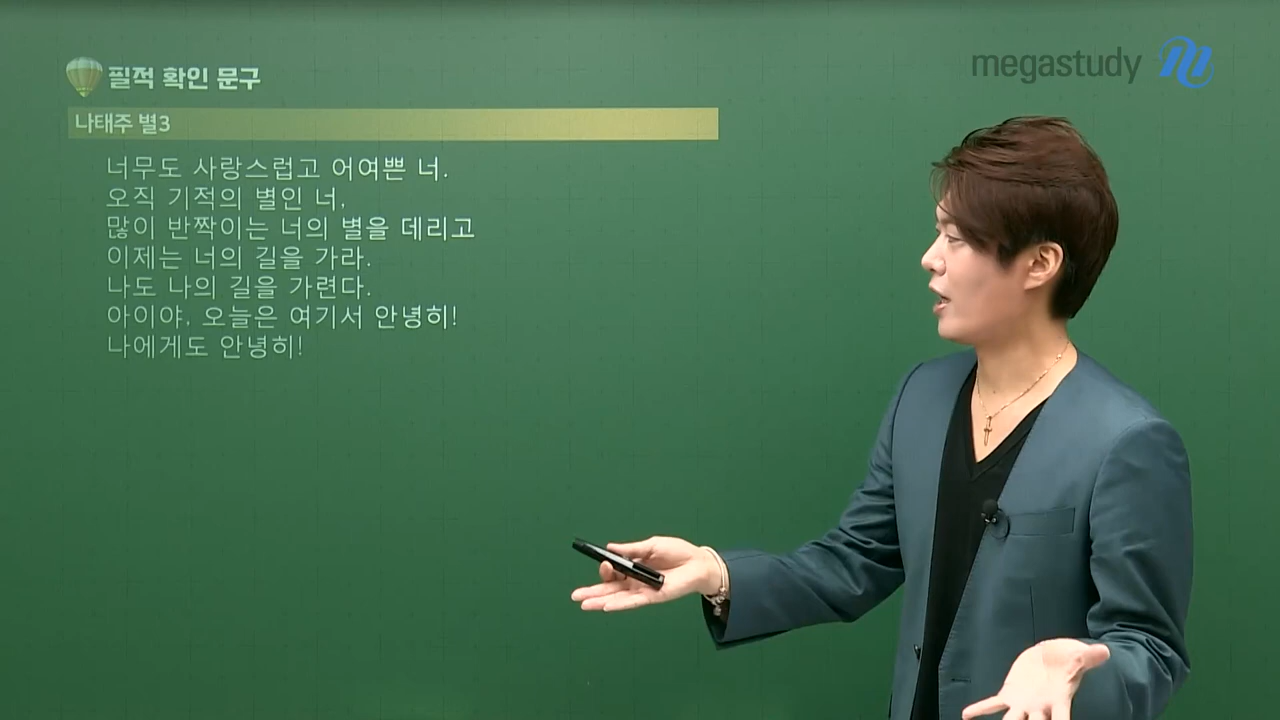 필적 확인 문구
megastudy
나태주 별3
너무도 사랑스럽고 어여쁜 너.
오직 기적의 별인 너.
많이 반짝이는 너의 별을 데리고
이제는 너의 길을 가라.
나도 나의 길을 가련다.
아이야. 오늘은 여기서 안녕히!
나에게도 안녕히!